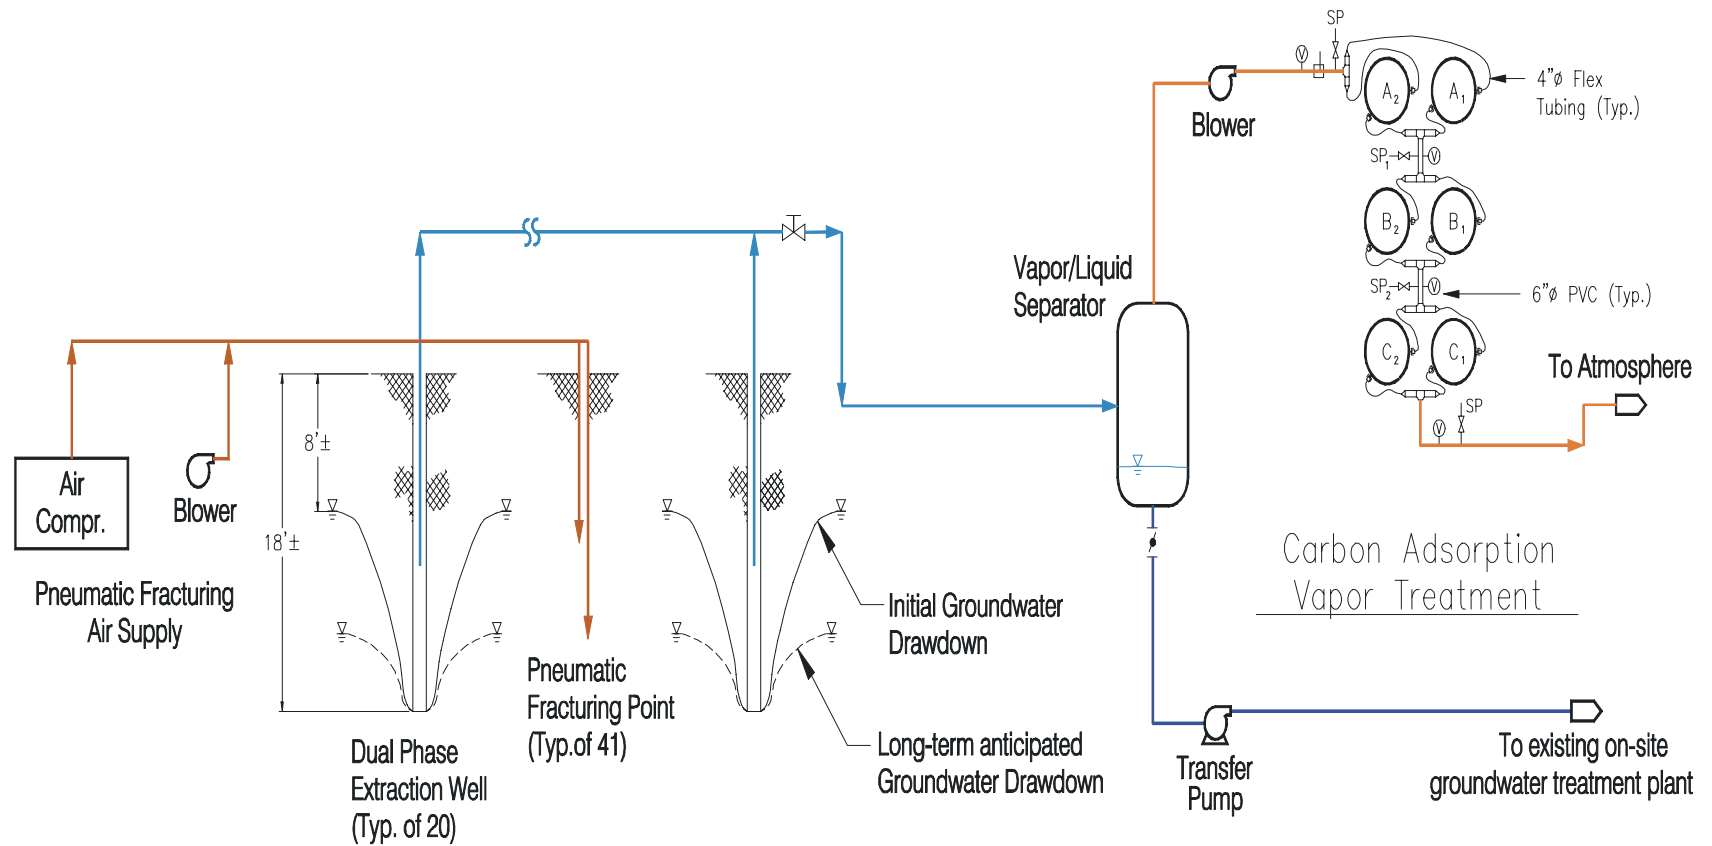 SP
V
A2
A1
4"ø Flex
Tubing (Typ.)
Blower
SP1
V
B2
B1
Vapor/Liquid
Separator
SP2
V
6"ø PVC (Typ.)
C2
C1
To Atmosphere
SP
V
8'±
18'±
Air
Compr.
Blower
Pneumatic Fracturing
Air Supply
Carbon Adsorption
Vapor Treatment
Initial Groundwater
Drawdown
Pneumatic
Fracturing Point
(Typ.of 41)
Long-term anticipated
Groundwater Drawdown
Dual Phase
Extraction Well
(Typ. of 20)
Transfer
Pump
To existing on-site
groundwater treatment plant